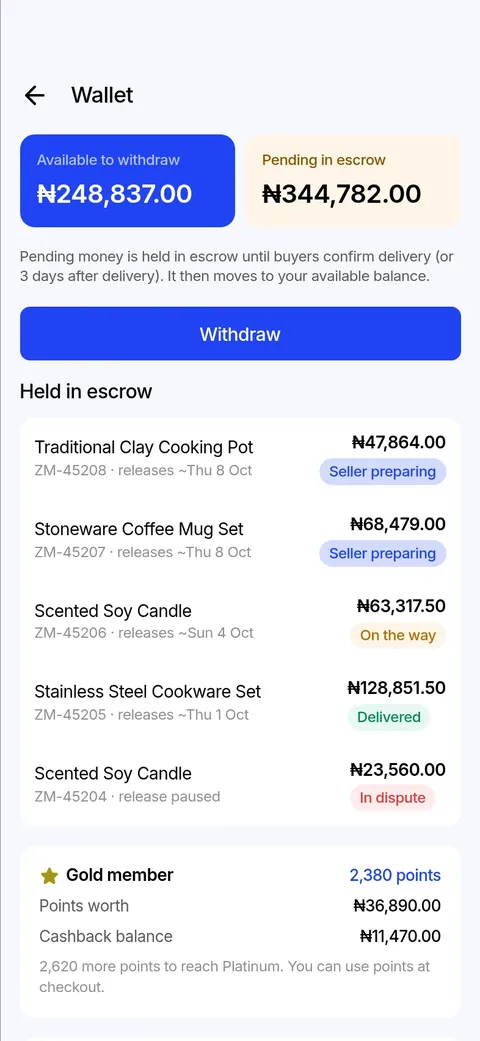 Wallet
Available to withdraw
₦248,837.00
Pending in escrow
₦344,782.00
Pending money is held in escrow until buyers confirm delivery (or
3 days after delivery). It then moves to your available balance.
Withdraw
Held in escrow
Traditional Clay Cooking Pot
₦47,864.00
ZM-45208 · releases ~Thu 8 Oct
Seller preparing
Stoneware Coffee Mug Set
₦68,479.00
ZM-45207 · releases ~Thu 8 Oct
Seller preparing
Scented Soy Candle
₦63,317.50
ZM-45206 · releases ~Sun 4 Oct
On the way
Stainless Steel Cookware Set
₦128,851.50
ZM-45205 · releases ~Thu 1 Oct
Delivered
Scented Soy Candle
₦23,560.00
ZM-45204 · release paused
In dispute
Gold member
2,380 points
Points worth
₦36,890.00
Cashback balance
₦11,470.00
2,620 more points to reach Platinum. You can use points at
checkout.